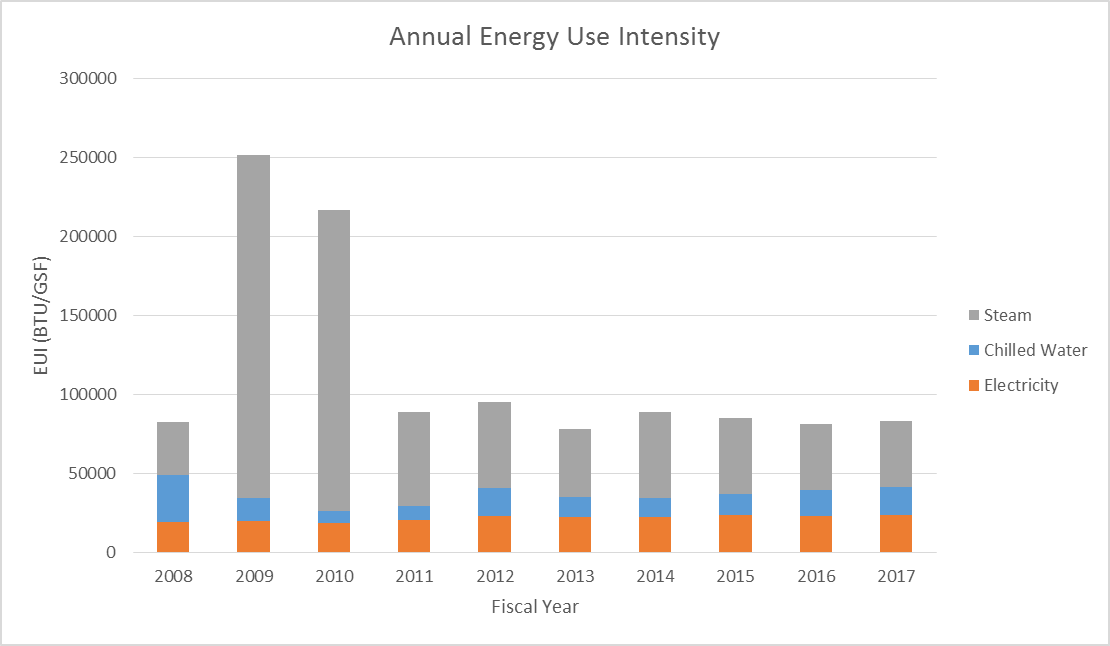 Annual Energy Use Intensity
300000
250000
200000
150000
100000
50000
0
EUI (BTU/GSF)
2008 2009 2010 2011 2012 2013 2014 2015 2016 2017
Fiscal Year
Steam
Chilled Water
Electricity